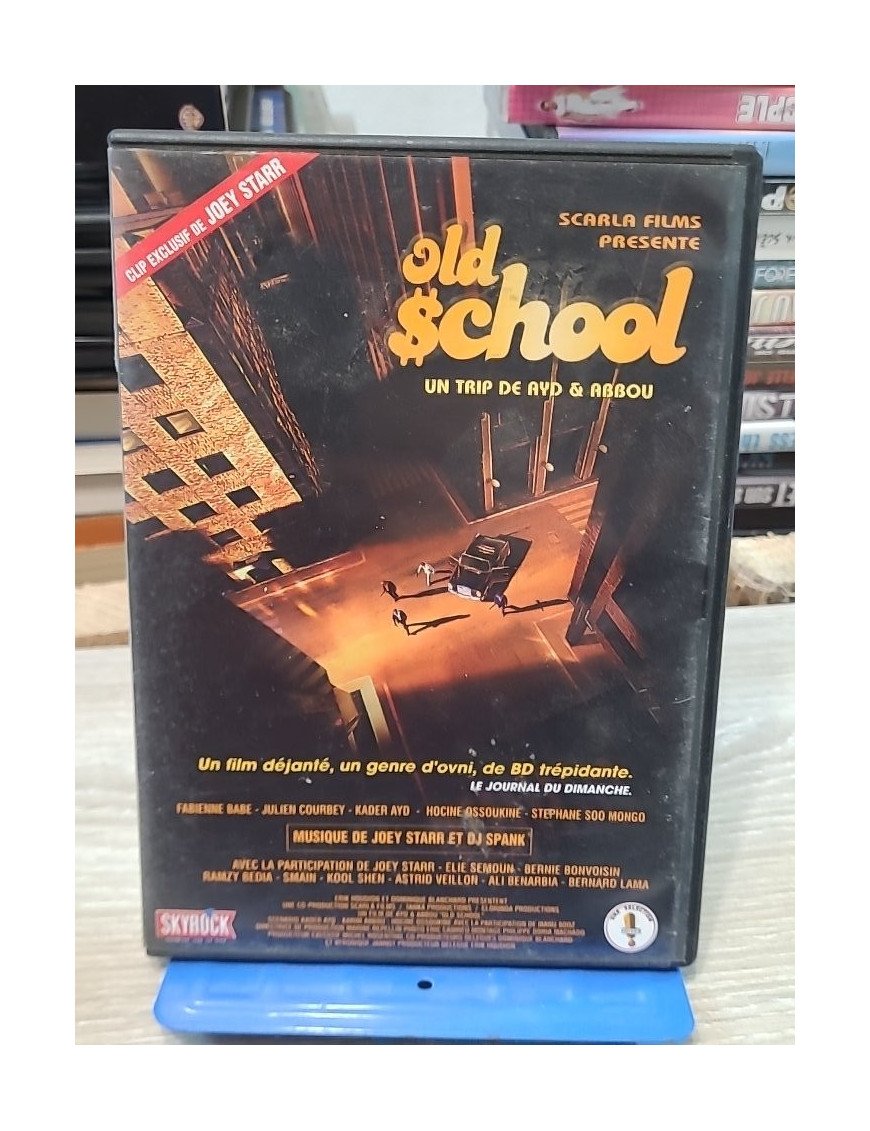 CLIP EXCLUSIF DE JOEY STARR
SCARLA FILMS
PRESENTE
old
$chool
UN TRIP DE AYD & ABBOU
Un film déjanté, un genre d'ovni, de BD trépidante.
LE JOURNAL DU DIMANCHE.
FABIENNE BABE - JULIEN COURBEY - KADER AYD - HOCINE OSSOUKINE - STEPHANE SOO MONGO
MUSIQUE DE JOEY STARR ET DJ SPANK
AVEC LA PARTICIPATION DE JOEY STARR - ELIE SEMOUN - BERNIE BONVOISIN
RAMZY BEDIA - SMAIN - KOOL SHEN - ASTRID VEILLON - ALI BENARBIA - BERNARD LAMA
SKYROCK
UNE SELECTION